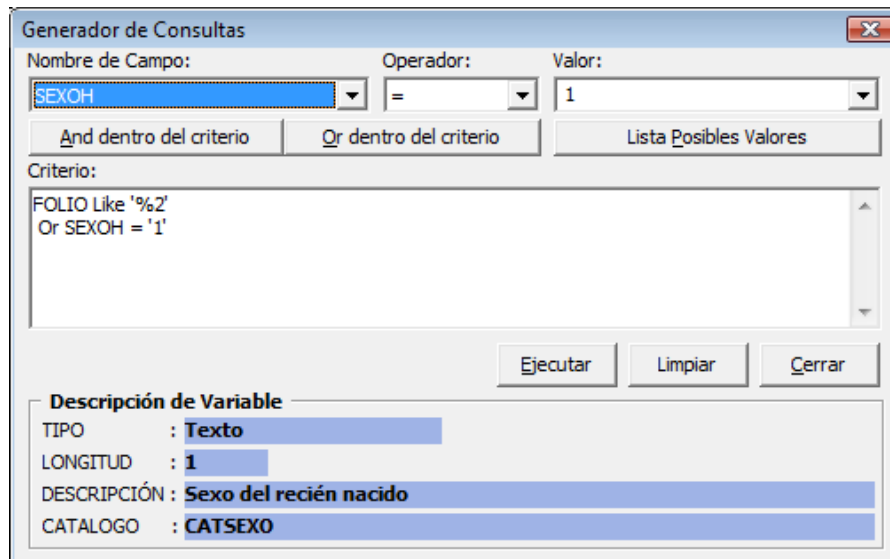 Generador de Consultas
Nombre de Campo: Operador: Valor:
SEXOH = 1
And dentro del criterio Or dentro del criterio Lista Posibles Valores
Criterio:
FOLIO Like '%2'
Or SEXOH = '1'
Ejecutar Limpiar Cerrar
Descripción de Variable
TIPO : Texto
LONGITUD : 1
DESCRIPCIÓN : Sexo del recién nacido
CATALOGO : CATSEXO